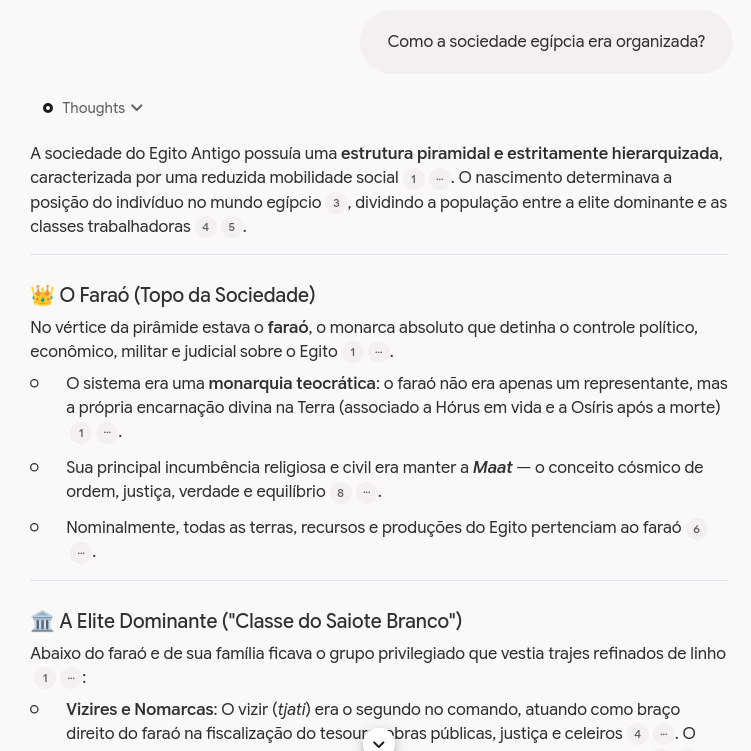 Como a sociedade egípcia era organizada?
Thoughts
A sociedade do Egito Antigo possuía uma estrutura piramidal e estritamente hierarquizada,
caracterizada por uma reduzida mobilidade social 1 ... . O nascimento determinava a
posição do indivíduo no mundo egípcio 3 , dividindo a população entre a elite dominante e as
classes trabalhadoras 4 5 .
👑 O Faraó (Topo da Sociedade)
No vértice da pirâmide estava o faraó, o monarca absoluto que detinha o controle político,
econômico, militar e judicial sobre o Egito 1 ... .
O sistema era uma monarquia teocrática: o faraó não era apenas um representante, mas
a própria encarnação divina na Terra (associado a Hórus em vida e a Osíris após a morte)
1 ... .
Sua principal incumbência religiosa e civil era manter a Maat — o conceito cósmico de
ordem, justiça, verdade e equilíbrio 8 ... .
Nominalmente, todas as terras, recursos e produções do Egito pertenciam ao faraó 6
... .
🏛️ A Elite Dominante ("Classe do Saiote Branco")
Abaixo do faraó e de sua família ficava o grupo privilegiado que vestia trajes refinados de linho
1 ... :
Vizires e Nomarcas: O vizir (tjati) era o segundo no comando, atuando como braço
direito do faraó na fiscalização do tesouro, obras públicas, justiça e celeiros 4 ... . O